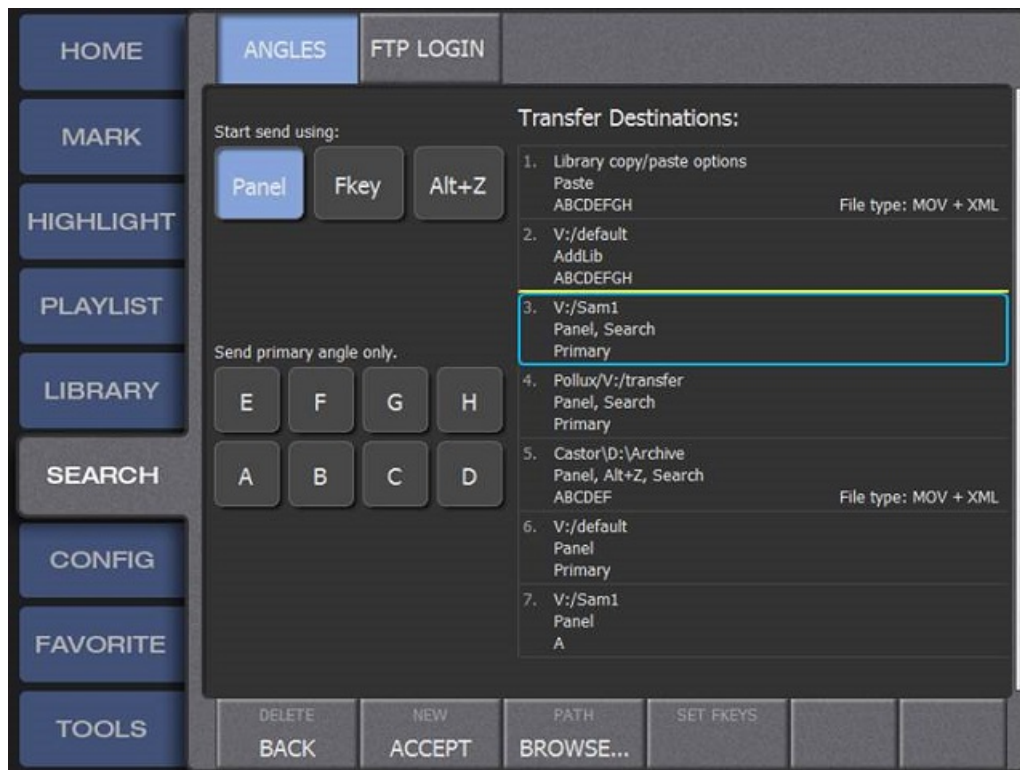 HOME
MARK
HIGHLIGHT
PLAYLIST
LIBRARY
SEARCH
CONFIG
FAVORITE
TOOLS
ANGLES
FTP LOGIN
Start send using:
Panel
Fkey
Alt+Z
Send primary angle only.
E
F
G
H
A
B
C
D
Transfer Destinations:
1. Library copy/paste options
Paste
ABCDEFGH File type: MOV + XML
2. V:/default
AddLib
ABCDEFGH
3. V:/Sam1
Panel, Search
Primary
4. Pollux/V:/transfer
Panel, Search
Primary
5. Castor\D:\Archive
Panel, Alt+Z, Search
ABCDEF File type: MOV + XML
6. V:/default
Panel
Primary
7. V:/Sam1
Panel
A
DELETE
BACK
NEW
ACCEPT
PATH
BROWSE...
SET FKEYS